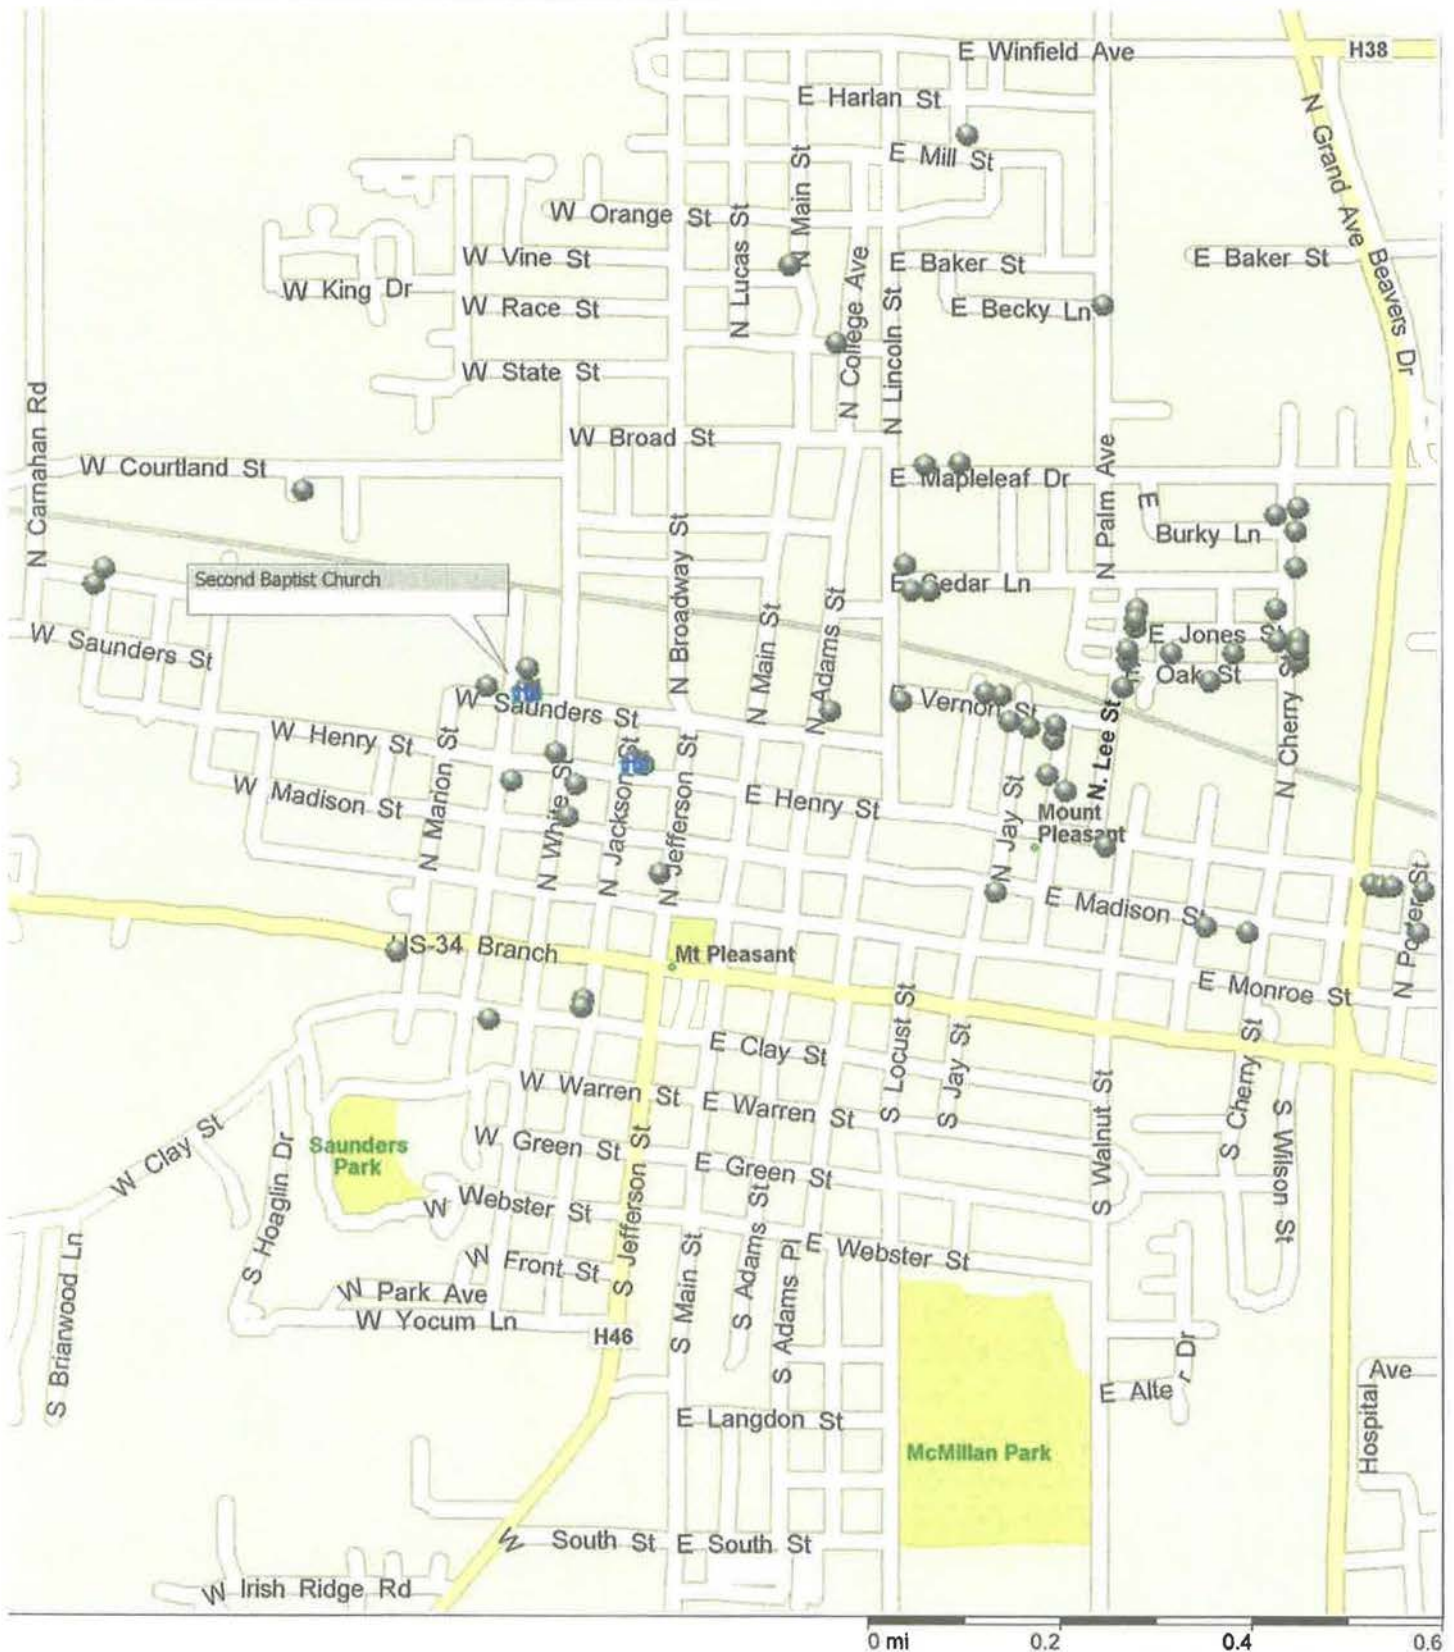 E Winfield Ave
H38
E Harlan St
N Grand Ave
E Mill St
N Main St
W Orange St
N Lucas St
W Vine St
E Baker St
E Baker St
Beavers Dr
W King Dr
N College Ave
W Race St
E Becky Ln
N Lincoln St
W State St
N Carnahan Rd
W Broad St
W Courtland St
E Mapleleaf Dr
N Palm Ave
E Burky Ln
N Broadway St
Second Baptist Church
E Cedar Ln
N Main St
N Adams St
W Saunders St
E Jones St
Oak St
W Saunders St
E Vernon St
N. Lee St
N Cherry St
W Henry St
N Marion St
N White St
N Jackson St
N Jefferson St
W Madison St
E Henry St
N Jay St
Mount
Pleasant
E Madison St
N Poder St
US-34 Branch
Mt Pleasant
E Monroe St
S Locust St
E Clay St
S Jay St
S Cherry St
W Warren St
E Warren St
S Walnut St
S Wilson St
W Clay St
Saunders
Park
W Green St
E Green St
S Hoaglin Dr
W Webster St
S Jefferson St
E Webster St
S Adams St
S Adams Pl
S Main St
W Front St
W Park Ave
W Yocum Ln
H46
S Briarwood Ln
E Alter Dr
Ave
Hospital
E Langdon St
McMillan Park
W South St
E South St
W Irish Ridge Rd
0 mi 0.2 0.4 0.6